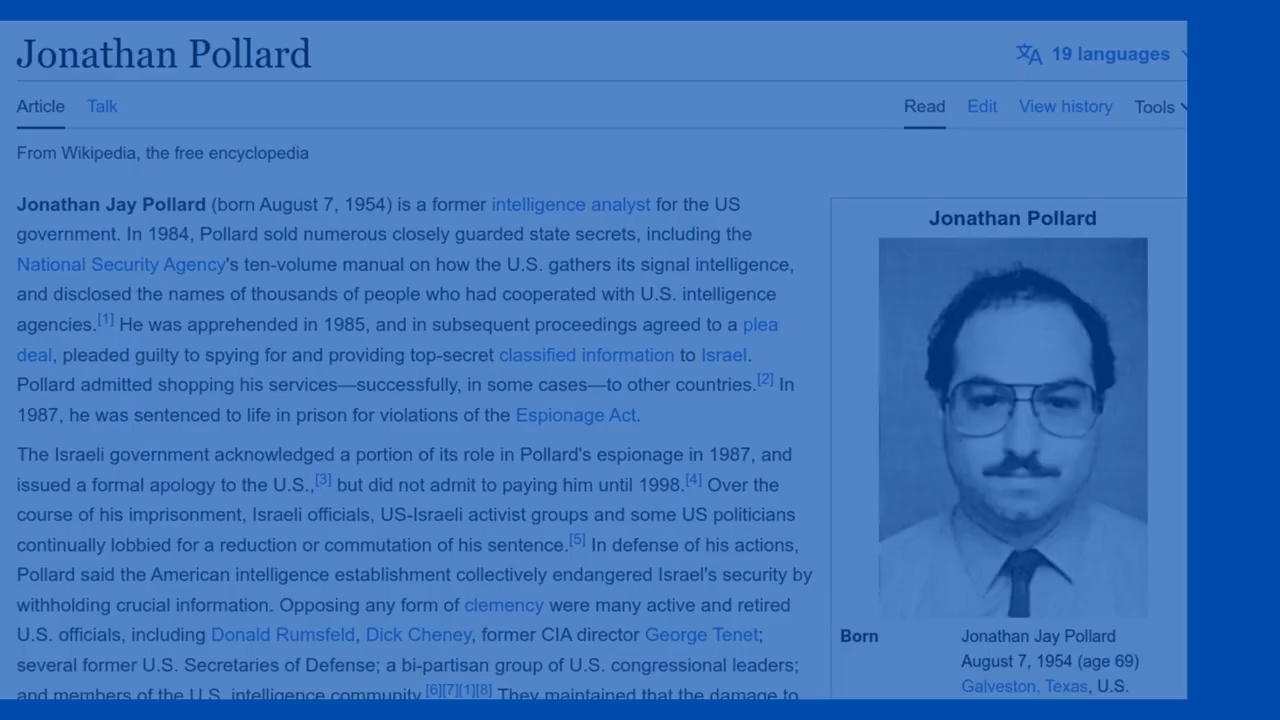 Jonathan Pollard
19 languages
Article Talk
Read Edit View history Tools
From Wikipedia, the free encyclopedia
Jonathan Jay Pollard (born August 7, 1954) is a former intelligence analyst for the US
government. In 1984, Pollard sold numerous closely guarded state secrets, including the
National Security Agency's ten-volume manual on how the U.S. gathers its signal intelligence,
and disclosed the names of thousands of people who had cooperated with U.S. intelligence
agencies.[1] He was apprehended in 1985, and in subsequent proceedings agreed to a plea
deal, pleaded guilty to spying for and providing top-secret classified information to Israel.
Pollard admitted shopping his services—successfully, in some cases—to other countries.[2] In
1987, he was sentenced to life in prison for violations of the Espionage Act.
The Israeli government acknowledged a portion of its role in Pollard's espionage in 1987, and
issued a formal apology to the U.S.,[3] but did not admit to paying him until 1998.[4] Over the
course of his imprisonment, Israeli officials, US-Israeli activist groups and some US politicians
continually lobbied for a reduction or commutation of his sentence.[5] In defense of his actions,
Pollard said the American intelligence establishment collectively endangered Israel's security by
withholding crucial information. Opposing any form of clemency were many active and retired
U.S. officials, including Donald Rumsfeld, Dick Cheney, former CIA director George Tenet;
several former U.S. Secretaries of Defense; a bi-partisan group of U.S. congressional leaders;
and members of the U.S. intelligence community.[6][7][1][8] They maintained that the damage to
Jonathan Pollard
Born Jonathan Jay Pollard
August 7, 1954 (age 69)
Galveston, Texas, U.S.